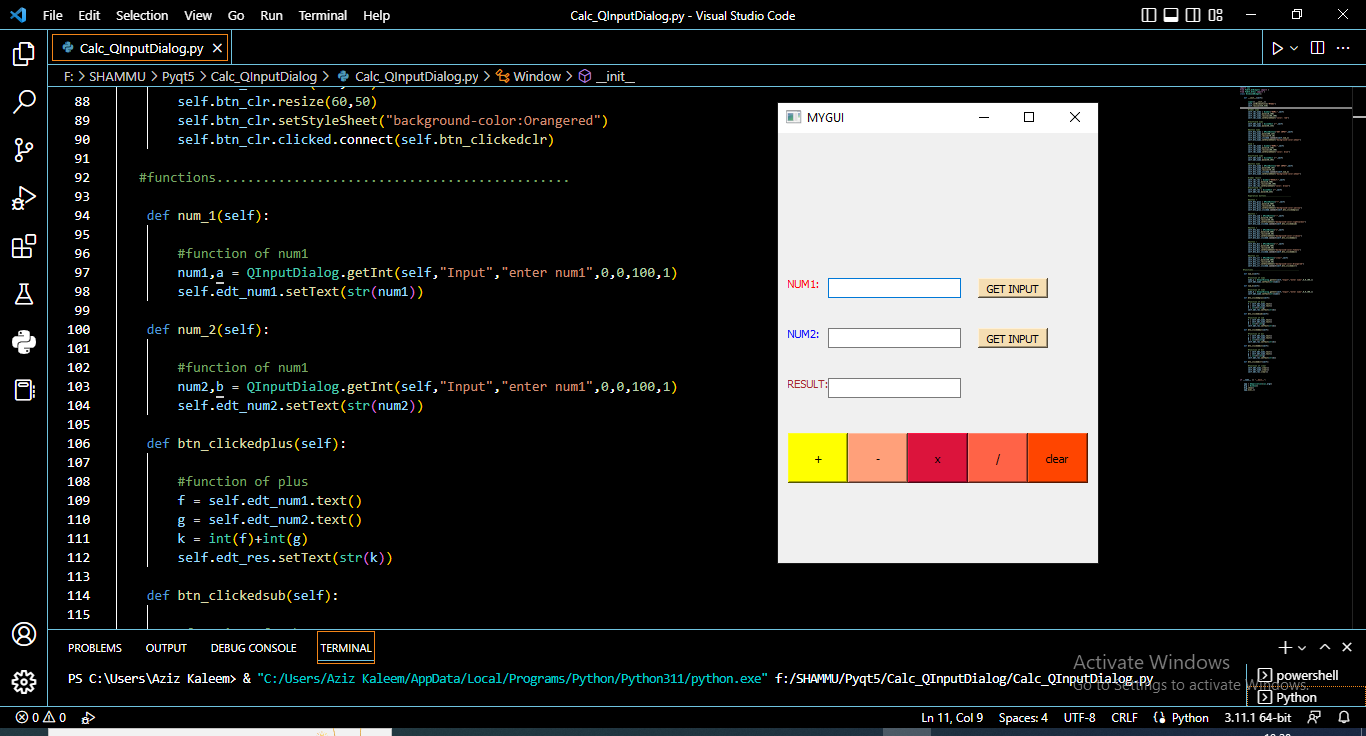 File Edit Selection View Go Run Terminal Help Calc_QInputDialog.py - Visual Studio Code
Calc_QInputDialog.py
F: > SHAMMU > Pyqt5 > Calc_QInputDialog > Calc_QInputDialog.py > Window > __init__
88 self.btn_clr.resize(60,50)
89 self.btn_clr.setStyleSheet("background-color:Orangered")
90 self.btn_clr.clicked.connect(self.btn_clickedclr)
91
92 #functions.............................................
93
94 def num_1(self):
95
96 #function of num1
97 num1,a = QInputDialog.getInt(self,"Input","enter num1",0,0,100,1)
98 self.edt_num1.setText(str(num1))
99
100 def num_2(self):
101
102 #function of num1
103 num2,b = QInputDialog.getInt(self,"Input","enter num1",0,0,100,1)
104 self.edt_num2.setText(str(num2))
105
106 def btn_clickedplus(self):
107
108 #function of plus
109 f = self.edt_num1.text()
110 g = self.edt_num2.text()
111 k = int(f)+int(g)
112 self.edt_res.setText(str(k))
113
114 def btn_clickedsub(self):
115
MYGUI
NUM1: GET INPUT
NUM2: GET INPUT
RESULT:
+ - x / clear
PROBLEMS OUTPUT DEBUG CONSOLE TERMINAL
PS C:\Users\Aziz Kaleem> & "C:/Users/Aziz Kaleem/AppData/Local/Programs/Python/Python311/python.exe" f:/SHAMMU/Pyqt5/Calc_QInputDialog/Calc_QInputDialog.py
powershell
Python
Activate Windows
Go to Settings to activate Windows.
0 0 Ln 11, Col 9 Spaces: 4 UTF-8 CRLF Python 3.11.1 64-bit